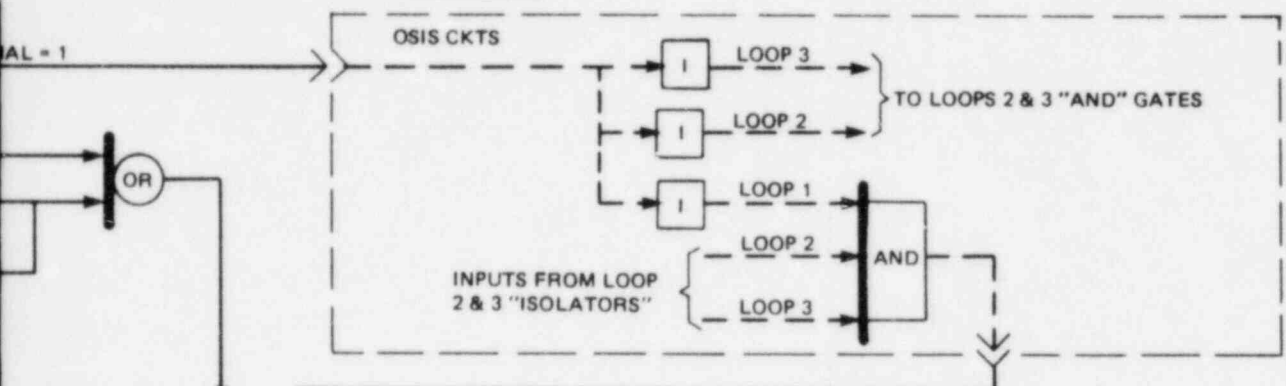 OSIS CKTS
IAL = 1
I
LOOP 3
TO LOOPS 2 & 3 "AND" GATES
I
LOOP 2
OR
I
LOOP 1
LOOP 2
AND
INPUTS FROM LOOP
2 & 3 "ISOLATORS"
LOOP 3